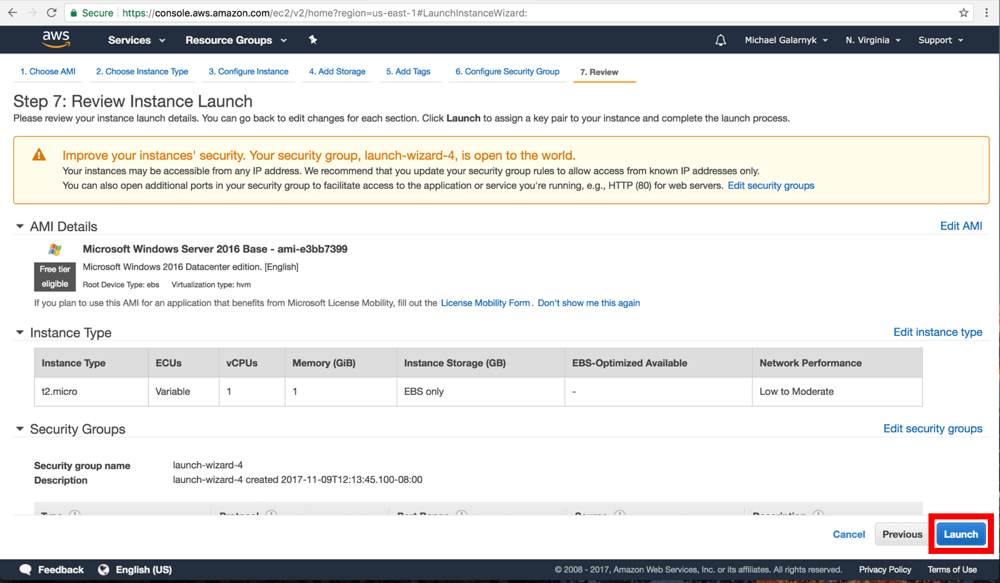 Secure https://console.aws.amazon.com/ec2/v2/home?region=us-east-1#LaunchInstanceWizard:
aws Services Resource Groups Michael Galarnyk N. Virginia Support
1. Choose AMI 2. Choose Instance Type 3. Configure Instance 4. Add Storage 5. Add Tags 6. Configure Security Group 7. Review
Step 7: Review Instance Launch
Please review your instance launch details. You can go back to edit changes for each section. Click Launch to assign a key pair to your instance and complete the launch process.
Improve your instances' security. Your security group, launch-wizard-4, is open to the world.
Your instances may be accessible from any IP address. We recommend that you update your security group rules to allow access from known IP addresses only.
You can also open additional ports in your security group to facilitate access to the application or service you're running, e.g., HTTP (80) for web servers. Edit security groups
AMI Details Edit AMI
Microsoft Windows Server 2016 Base - ami-e3bb7399
Free tier eligible
Microsoft Windows 2016 Datacenter edition. [English]
Root Device Type: ebs Virtualization type: hvm
If you plan to use this AMI for an application that benefits from Microsoft License Mobility, fill out the License Mobility Form. Don't show me this again
Instance Type Edit instance type
Instance Type ECUs vCPUs Memory (GiB) Instance Storage (GB) EBS-Optimized Available Network Performance
t2.micro Variable 1 1 EBS only - Low to Moderate
Security Groups Edit security groups
Security group name launch-wizard-4
Description launch-wizard-4 created 2017-11-09T12:13:45.100-08:00
Type Protocol Port Range Source Description
Cancel Previous Launch
Feedback English (US) © 2008 - 2017, Amazon Web Services, Inc. or its affiliates. All rights reserved. Privacy Policy Terms of Use